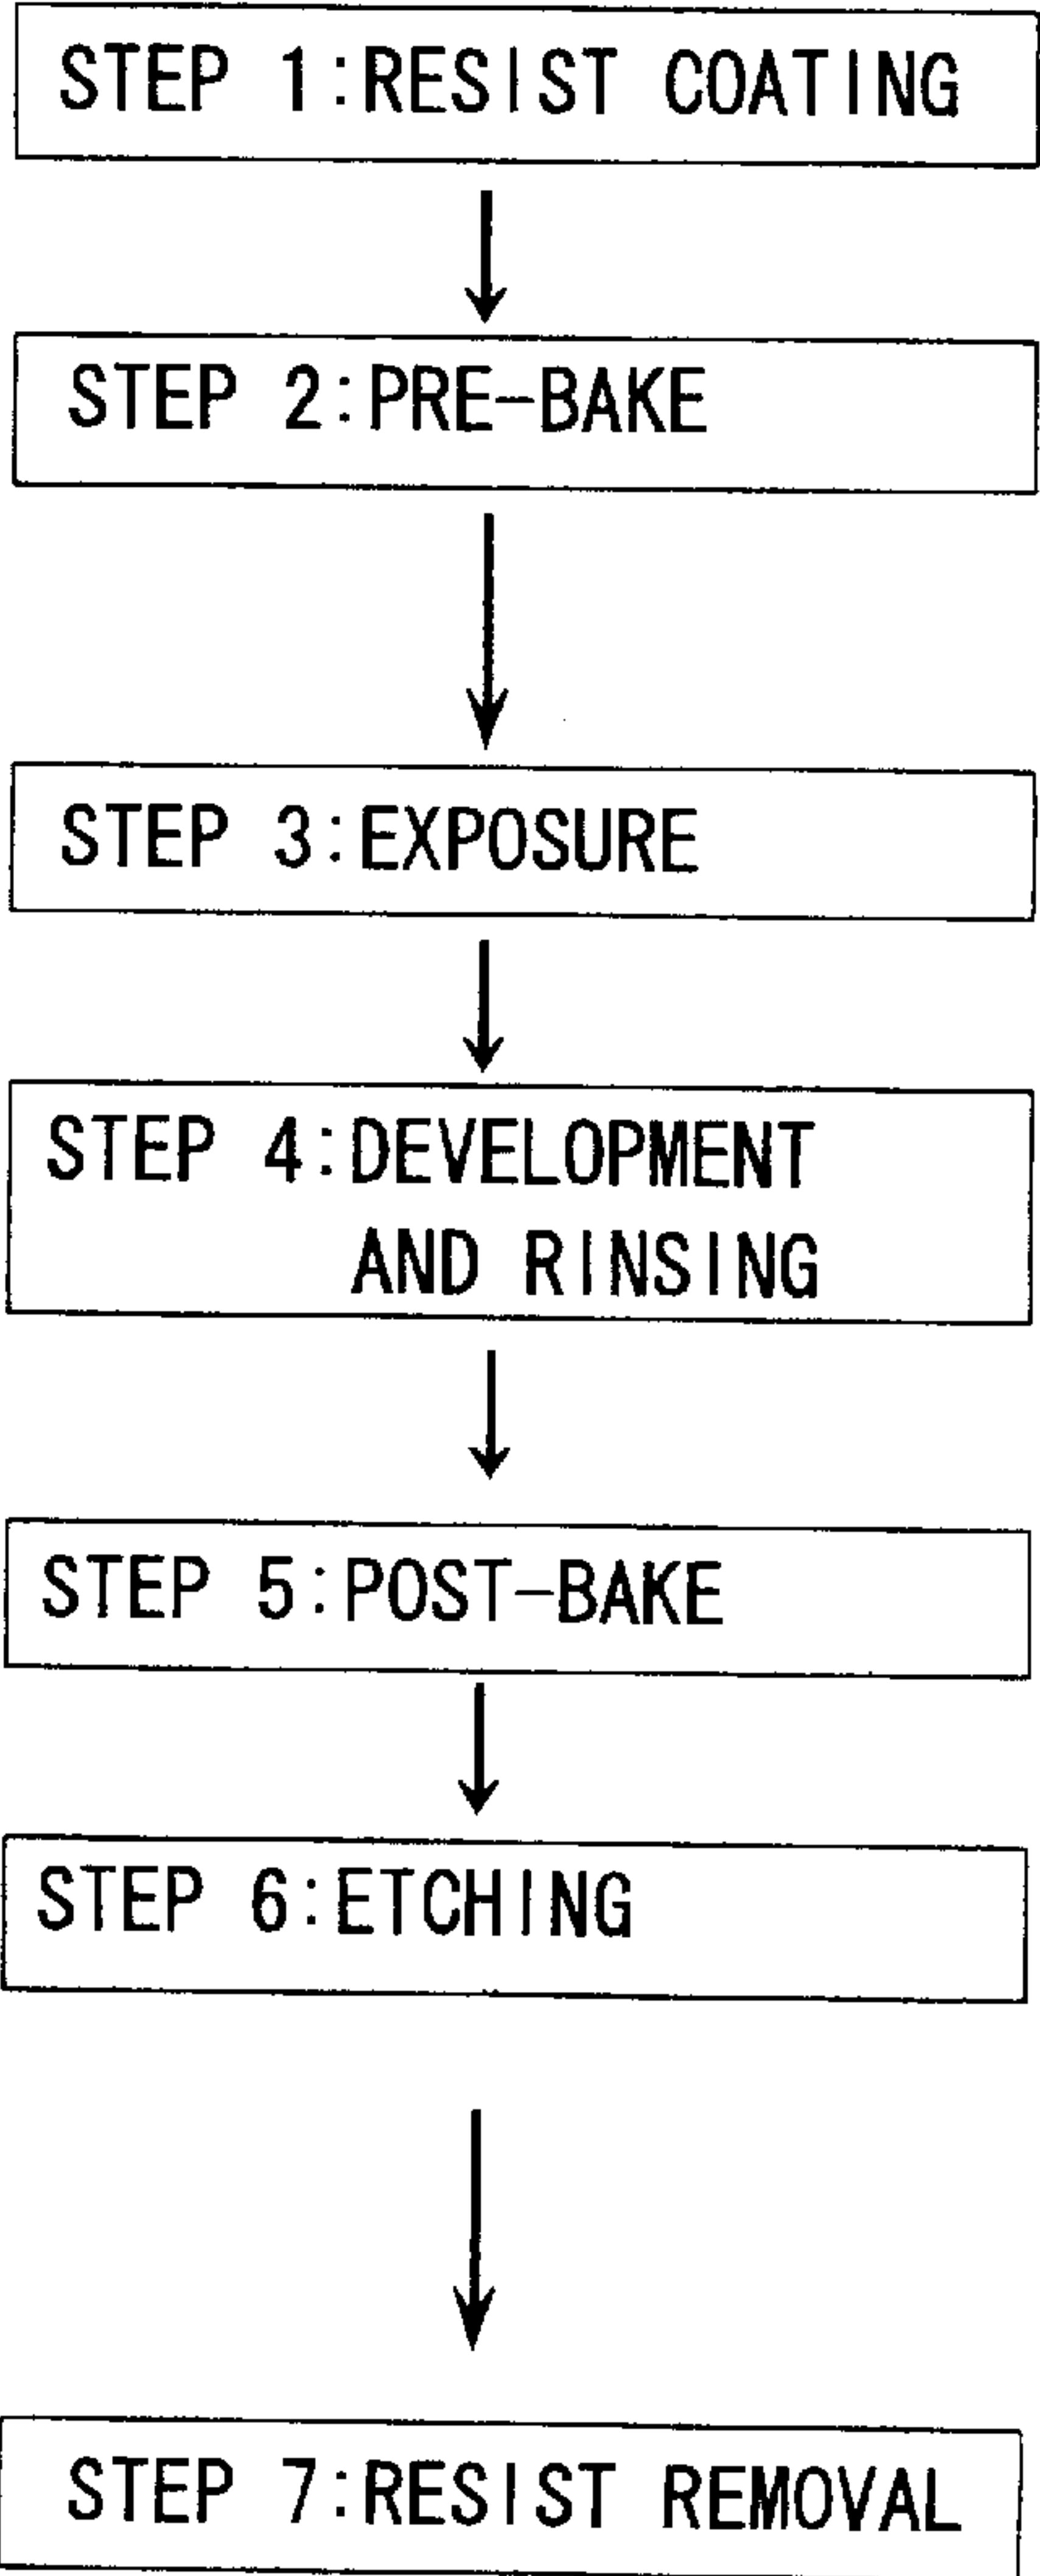 STEP 1:RESIST COATING
STEP 2:PRE-BAKE
STEP 3:EXPOSURE
STEP 4:DEVELOPMENT
AND RINSING
STEP 5:POST-BAKE
STEP 6:ETCHING
STEP 7:RESIST REMOVAL